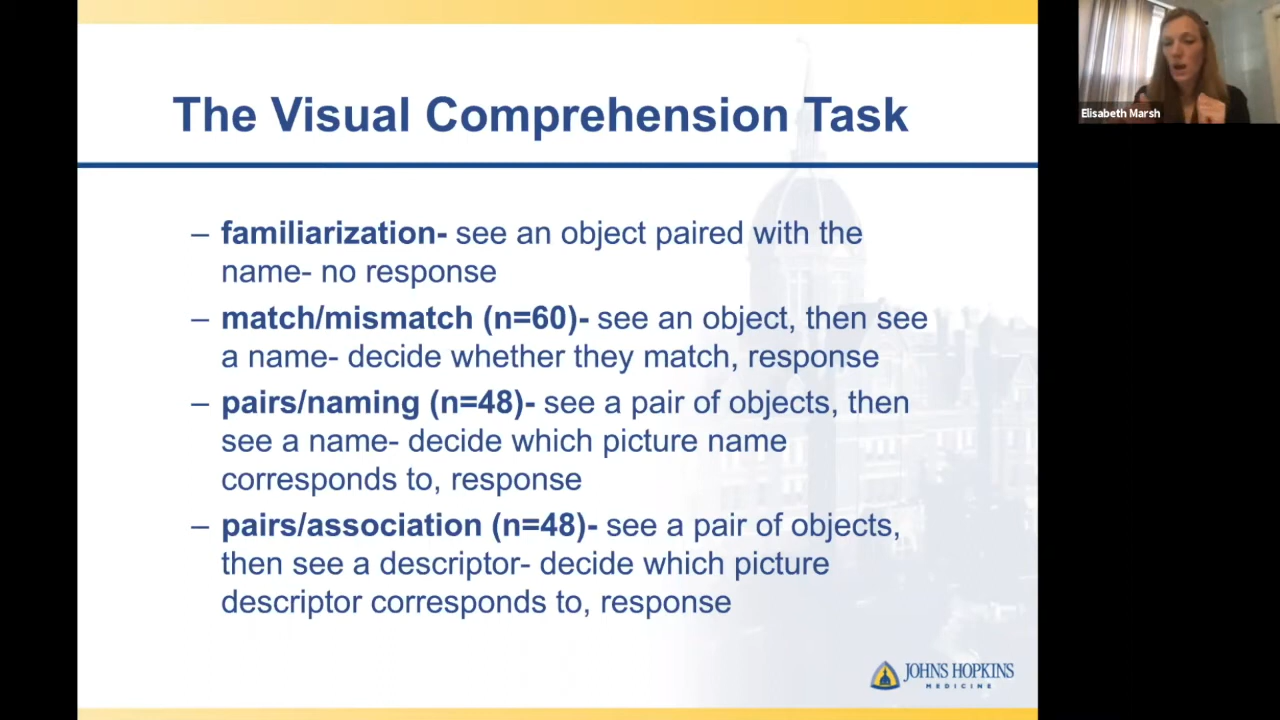 The Visual Comprehension Task
– familiarization- see an object paired with the
name- no response
– match/mismatch (n=60)- see an object, then see
a name- decide whether they match, response
– pairs/naming (n=48)- see a pair of objects, then
see a name- decide which picture name
corresponds to, response
– pairs/association (n=48)- see a pair of objects,
then see a descriptor- decide which picture
descriptor corresponds to, response
JOHNS HOPKINS
MEDICINE
Elisabeth Marsh